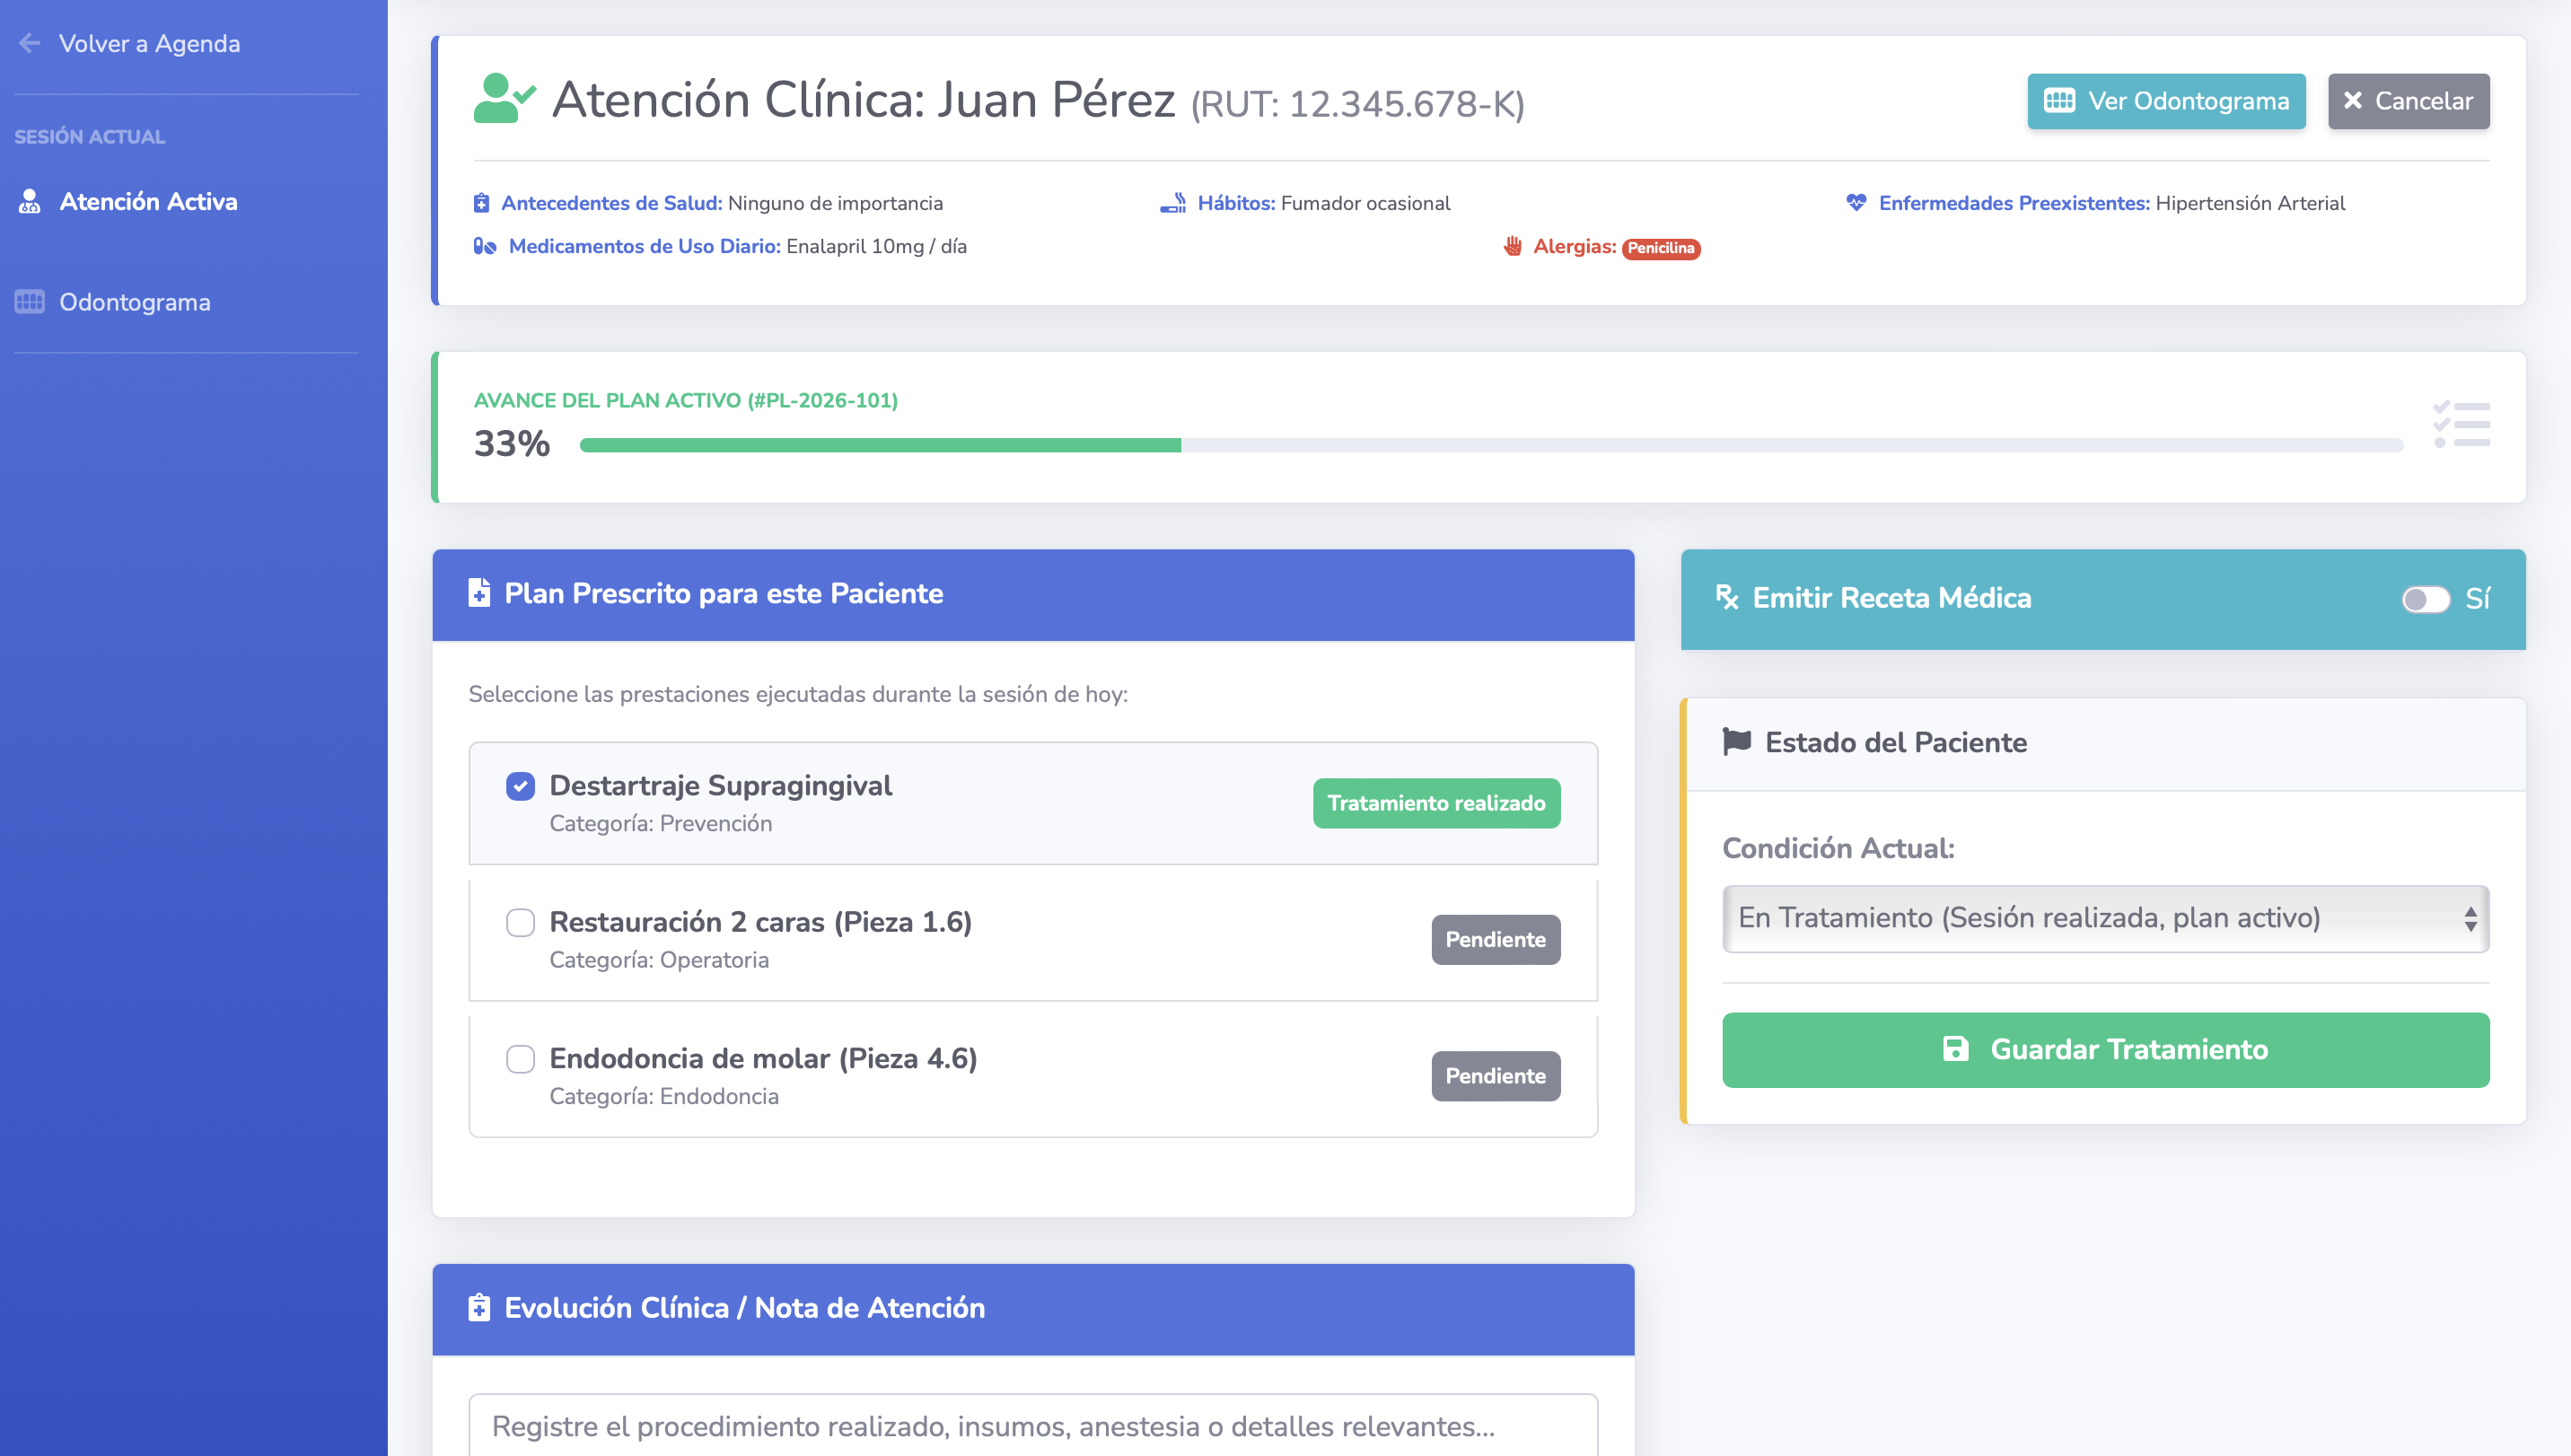 Volver a Agenda
SESIÓN ACTUAL
Atención Activa
Odontograma
Atención Clínica: Juan Pérez (RUT: 12.345.678-K)
Ver Odontograma
Cancelar
Antecedentes de Salud: Ninguno de importancia
Hábitos: Fumador ocasional
Enfermedades Preexistentes: Hipertensión Arterial
Medicamentos de Uso Diario: Enalapril 10mg / día
Alergias: Penicilina
AVANCE DEL PLAN ACTIVO (#PL-2026-101)
33%
Plan Prescrito para este Paciente
Seleccione las prestaciones ejecutadas durante la sesión de hoy:
Destartraje Supragingival
Categoría: Prevención
Tratamiento realizado
Restauración 2 caras (Pieza 1.6)
Categoría: Operatoria
Pendiente
Endodoncia de molar (Pieza 4.6)
Categoría: Endodoncia
Pendiente
Evolución Clínica / Nota de Atención
Registre el procedimiento realizado, insumos, anestesia o detalles relevantes...
Emitir Receta Médica
Sí
Estado del Paciente
Condición Actual:
En Tratamiento (Sesión realizada, plan activo)
Guardar Tratamiento